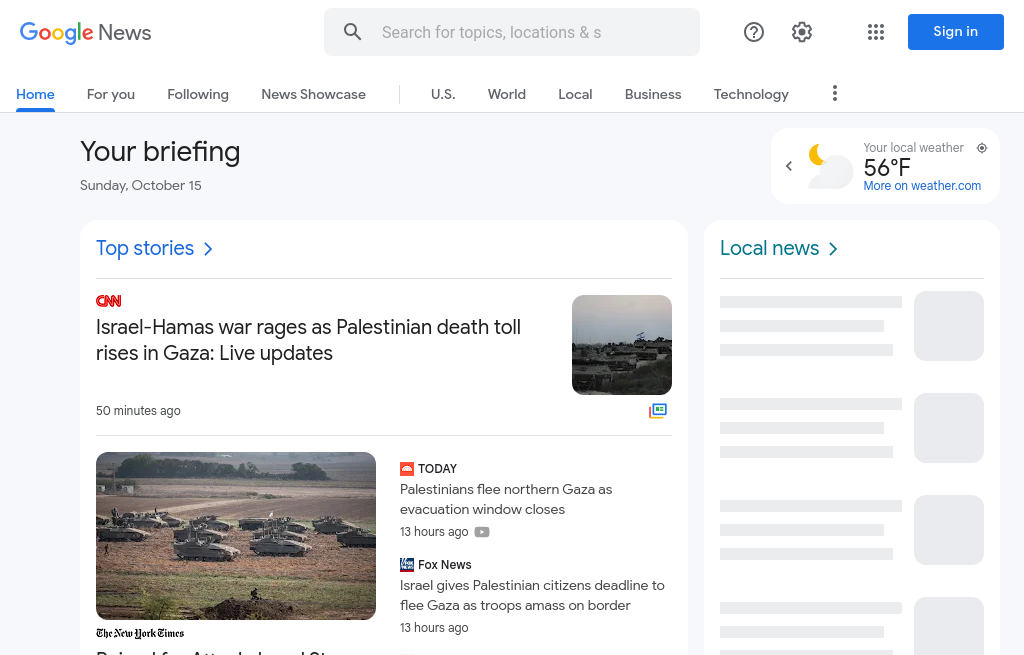 Google News
Search for topics, locations & s
Sign in
Home
For you
Following
News Showcase
U.S.
World
Local
Business
Technology
Your briefing
Sunday, October 15
Your local weather
56°F
More on weather.com
Top stories
CNN
Israel-Hamas war rages as Palestinian death toll
rises in Gaza: Live updates
50 minutes ago
The New York Times
TODAY
Palestinians flee northern Gaza as
evacuation window closes
13 hours ago
Fox News
Israel gives Palestinian citizens deadline to
flee Gaza as troops amass on border
13 hours ago
Local news